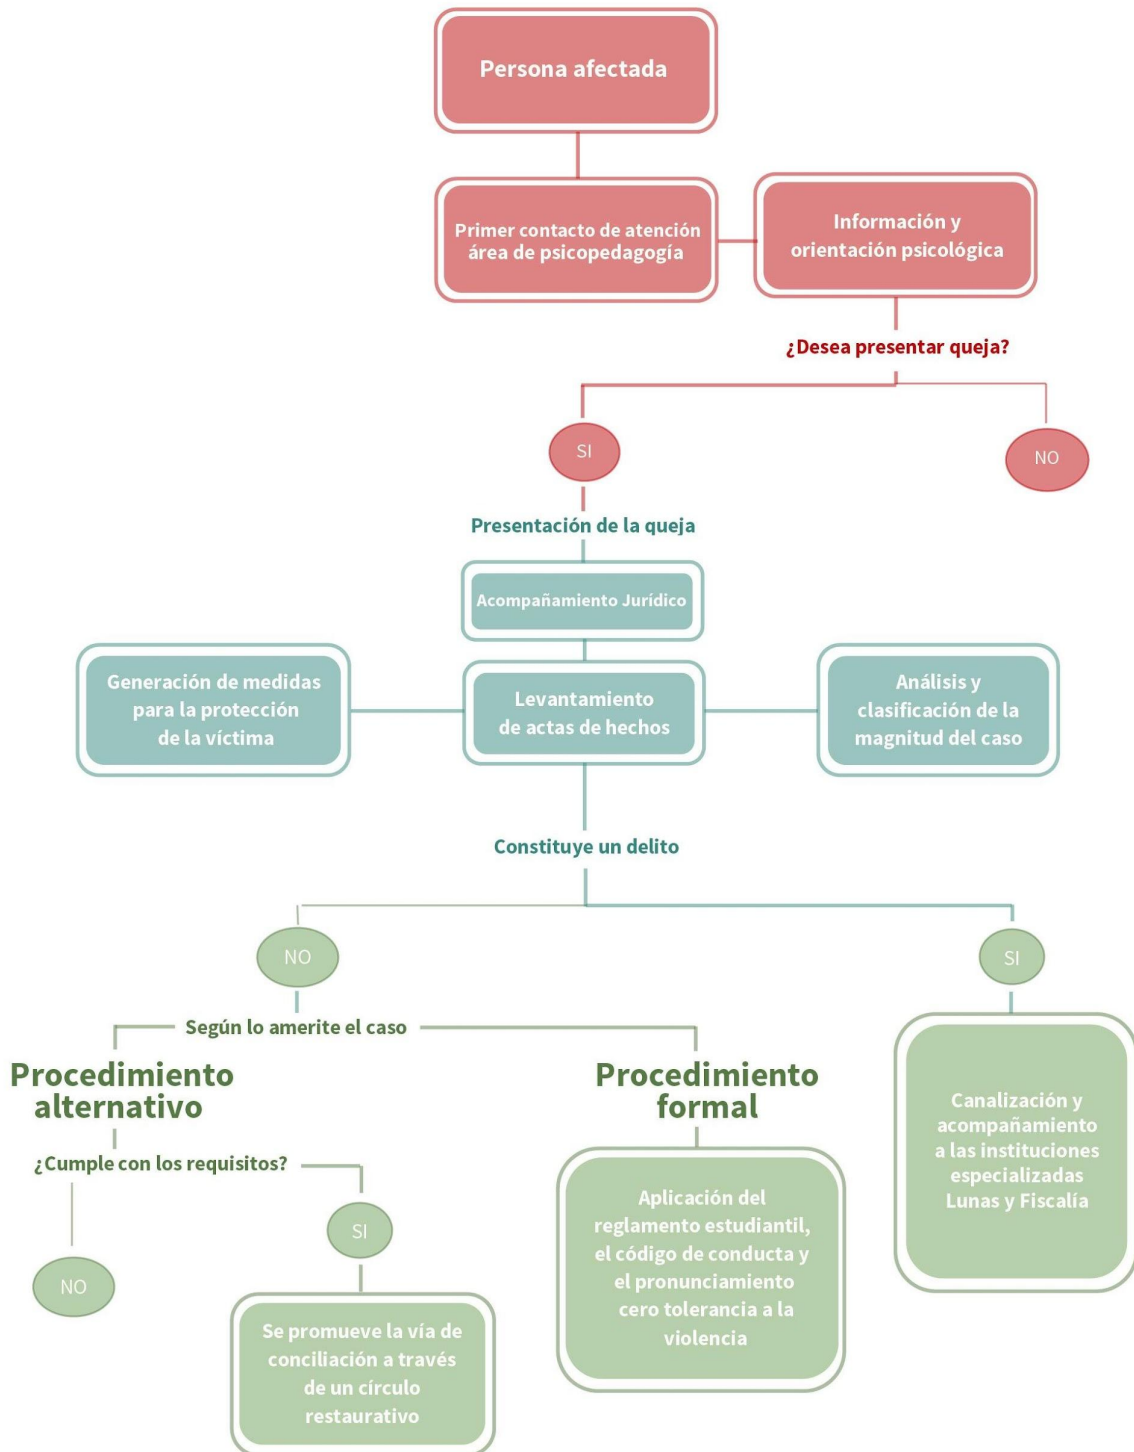 Persona afectada
Primer contacto de atención
área de psicopedagogía
Información y
orientación psicológica
¿Desea presentar queja?
SI
NO
Presentación de la queja
Acompañamiento Jurídico
Generación de medidas
para la protección
de la víctima
Levantamiento
de actas de hechos
Análisis y
clasificación de la
magnitud del caso
Constituye un delito
NO
SI
Según lo amerite el caso
Procedimiento
alternativo
Procedimiento
formal
Canalización y
acompañamiento
a las instituciones
especializadas
Lunas y Fiscalía
¿Cumple con los requisitos?
NO
SI
Aplicación del
reglamento estudiantil,
el código de conducta y
el pronunciamiento
cero tolerancia a la
violencia
Se promueve la vía de
conciliación a través
de un círculo
restaurativo